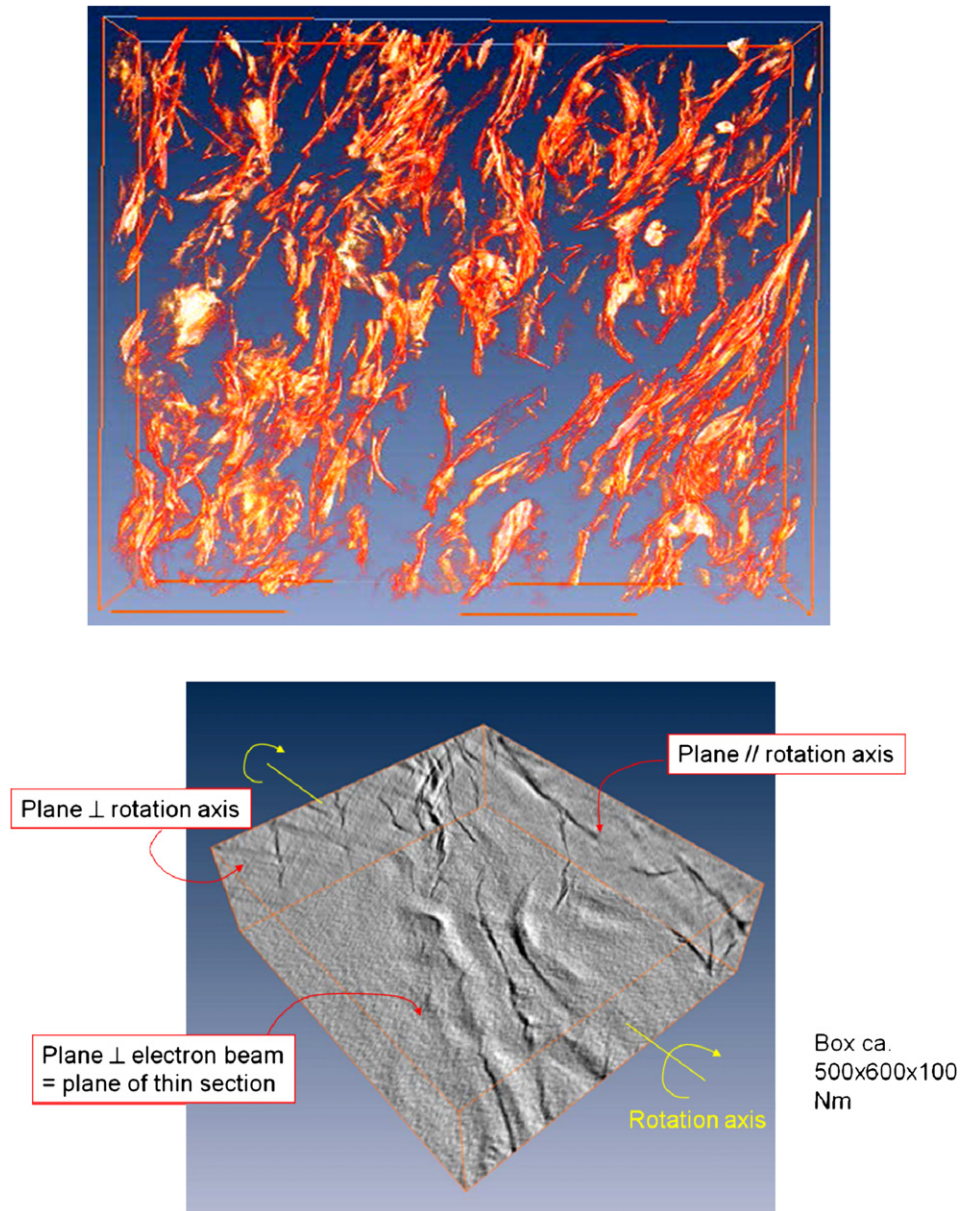 Plane // rotation axis
Plane ⊥ rotation axis
Plane ⊥ electron beam
= plane of thin section
Rotation axis
Box ca.
500x600x100
Nm